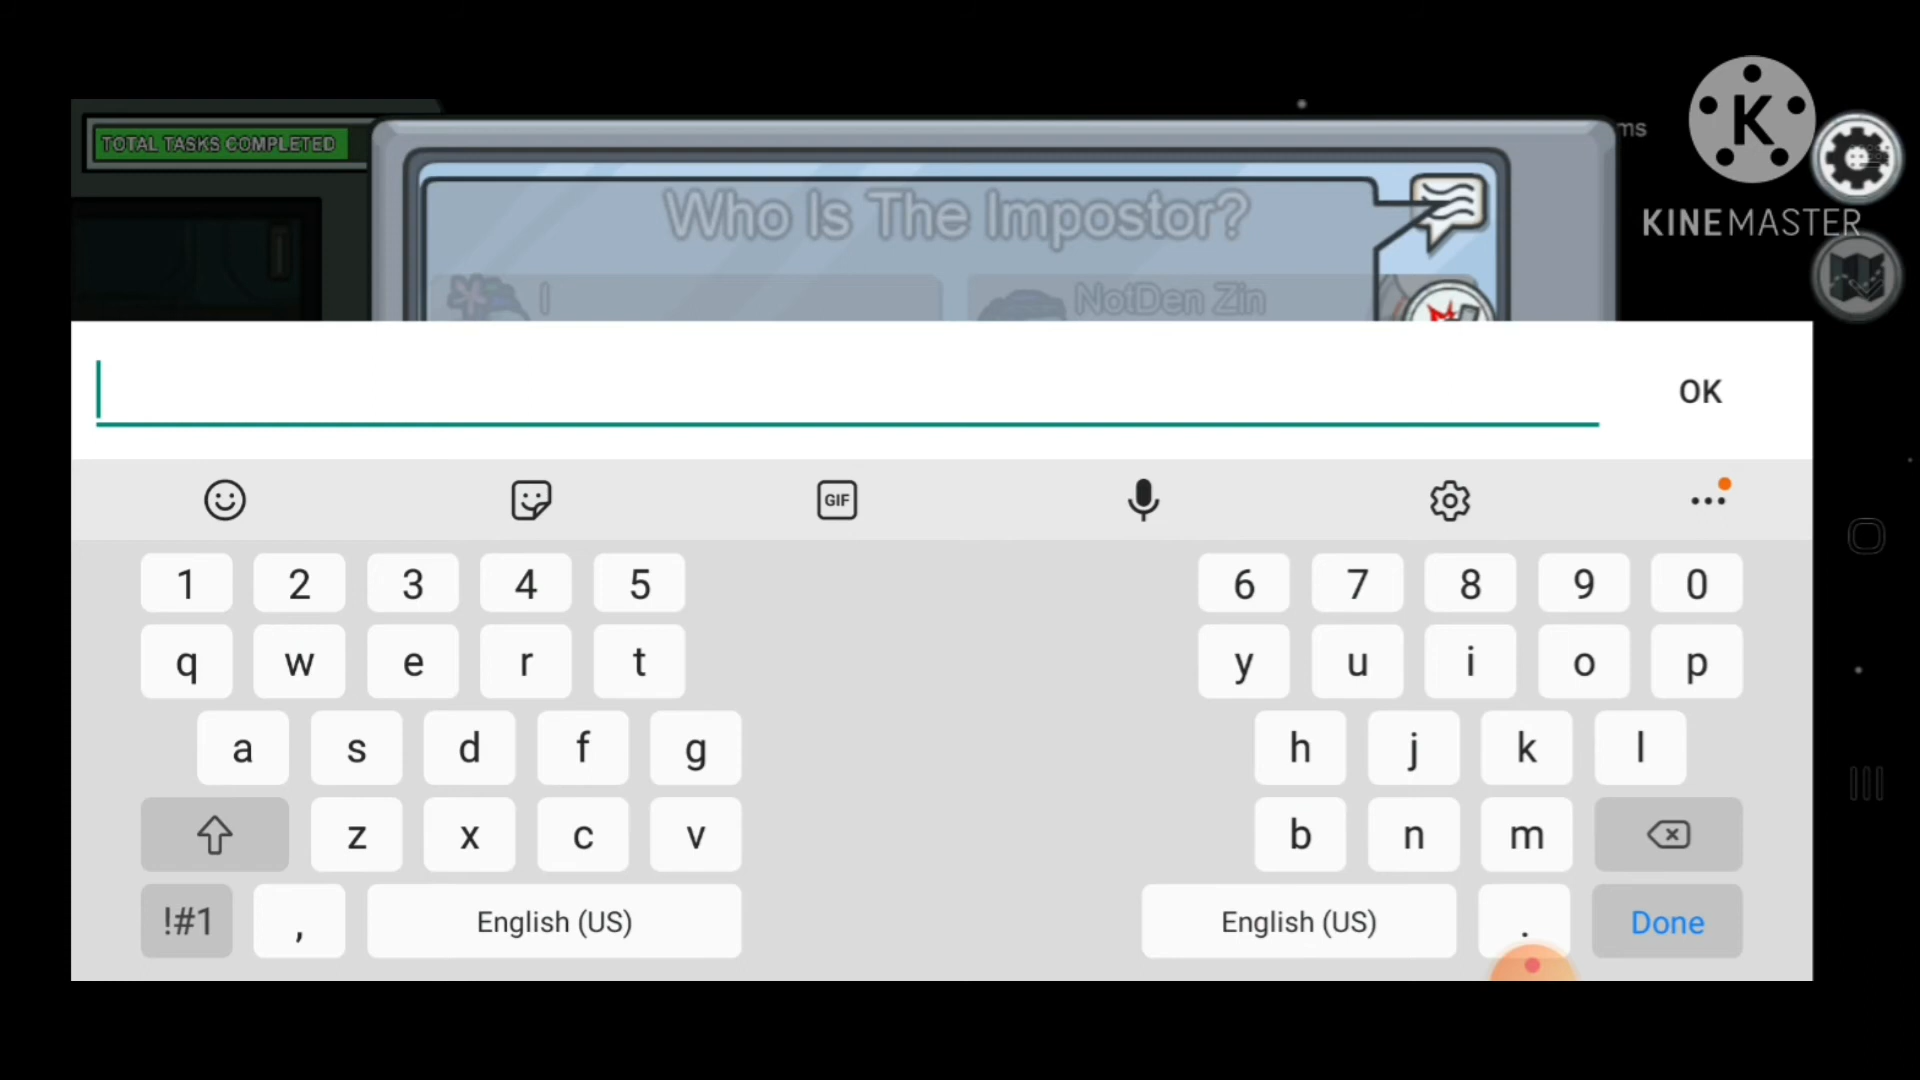 TOTAL TASKS COMPLETED
ms
K
KINEMASTER
Who Is The Impostor?
I
NotDen Zin
OK
GIF
1 2 3 4 5 6 7 8 9 0
q w e r t y u i o p
a s d f g h j k l
z x c v b n m
!#1 , English (US) English (US) . Done